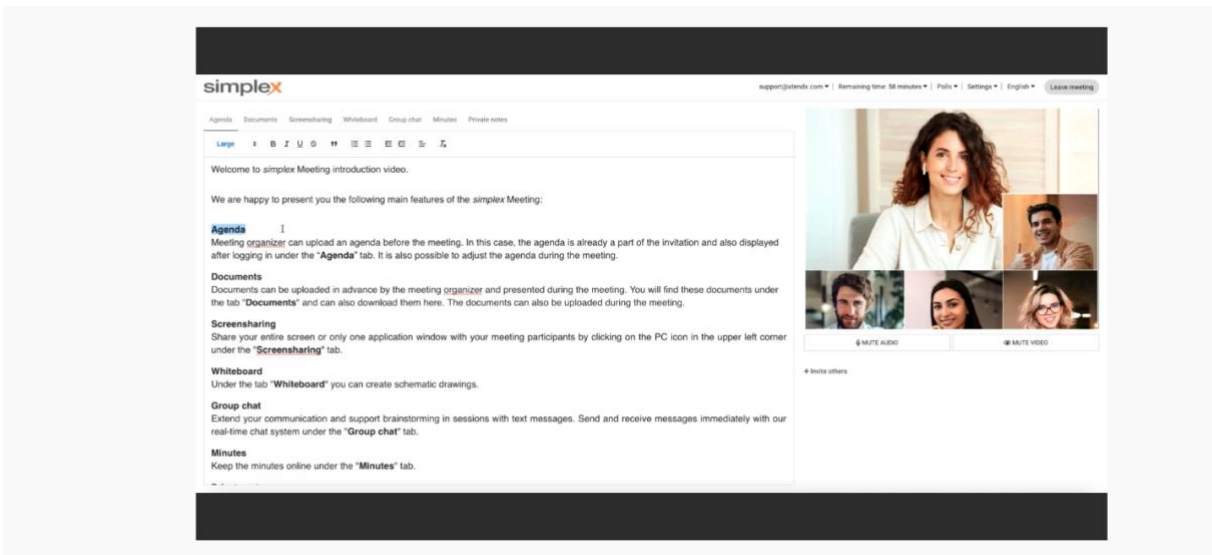 simplex
support@xtendx.com | Remaining time: 58 minutes | Polls | Settings | English | Leave meeting
Agenda Documents Screensharing Whiteboard Group chat Minutes Private notes
Large B I U S
Welcome to simplex Meeting introduction video.
We are happy to present you the following main features of the simplex Meeting:
Agenda
Meeting organizer can upload an agenda before the meeting. In this case, the agenda is already a part of the invitation and also displayed
after logging in under the "Agenda" tab. It is also possible to adjust the agenda during the meeting.
Documents
Documents can be uploaded in advance by the meeting organizer and presented during the meeting. You will find these documents under
the tab "Documents" and can also download them here. The documents can also be uploaded during the meeting.
Screensharing
Share your entire screen or only one application window with your meeting participants by clicking on the PC icon in the upper left corner
under the "Screensharing" tab.
Whiteboard
Under the tab "Whiteboard" you can create schematic drawings.
Group chat
Extend your communication and support brainstorming in sessions with text messages. Send and receive messages immediately with our
real-time chat system under the "Group chat" tab.
Minutes
Keep the minutes online under the "Minutes" tab.
MUTE AUDIO MUTE VIDEO
+ Invite others